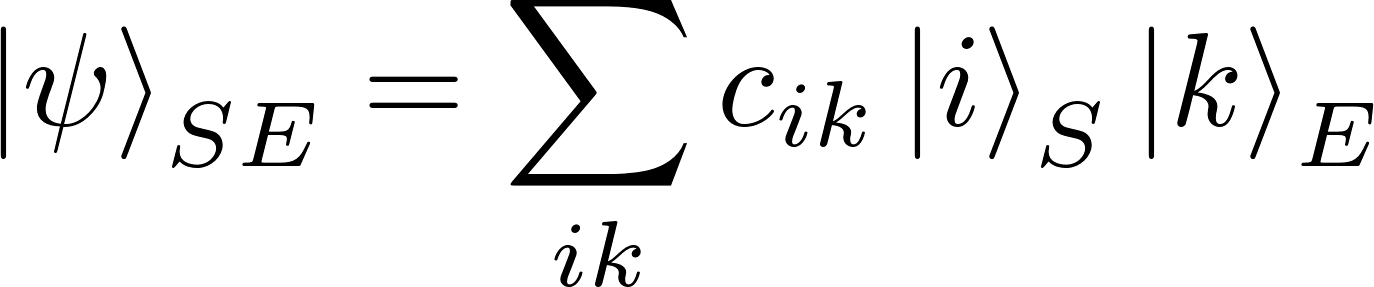 |ψ⟩_{SE} = ∑_{ik} c_{ik} |i⟩_S |k⟩_E